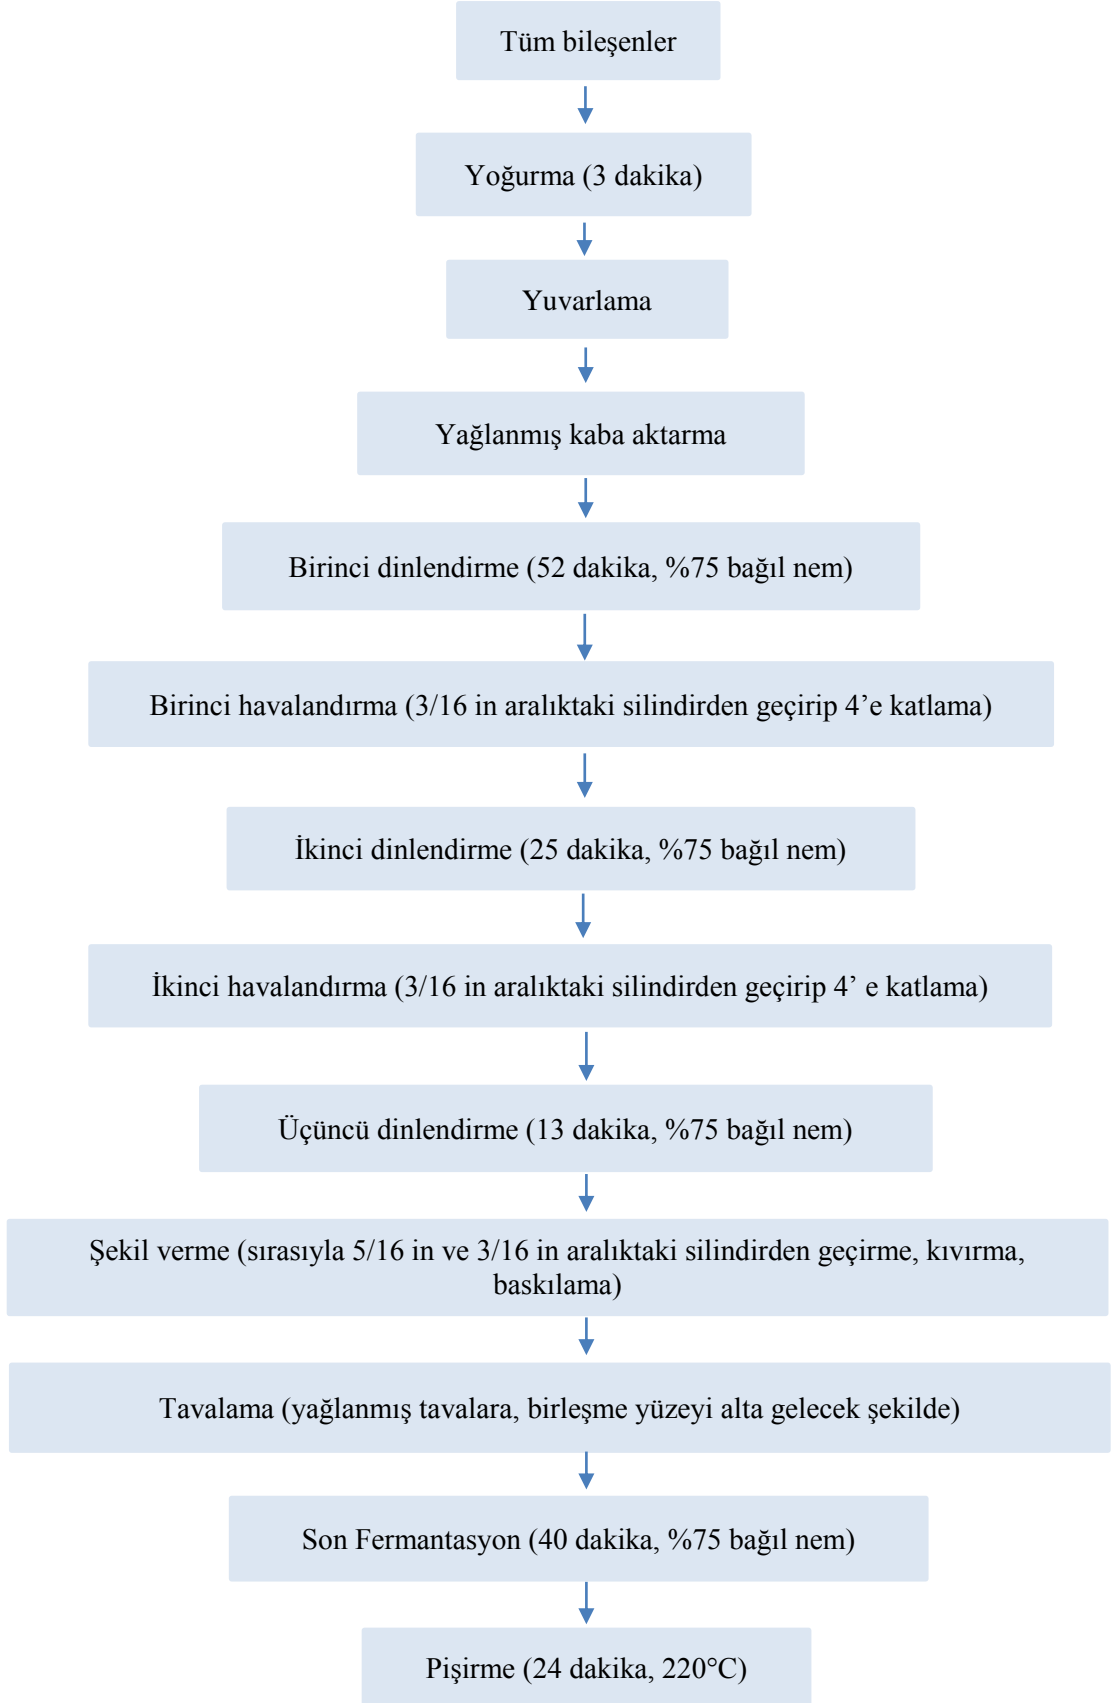 Tüm bileşenler
Yoğurma (3 dakika)
Yuvarlama
Yağlanmış kaba aktarma
Birinci dinlendirme (52 dakika, %75 bağıl nem)
Birinci havalandırma (3/16 in aralıktaki silindirden geçirip 4’e katlama)
İkinci dinlendirme (25 dakika, %75 bağıl nem)
İkinci havalandırma (3/16 in aralıktaki silindirden geçirip 4’ e katlama)
Üçüncü dinlendirme (13 dakika, %75 bağıl nem)
Şekil verme (sırasıyla 5/16 in ve 3/16 in aralıktaki silindirden geçirme, kıvırma,
baskılama)
Tavalama (yağlanmış tavalara, birleşme yüzeyi alta gelecek şekilde)
Son Fermantasyon (40 dakika, %75 bağıl nem)
Pişirme (24 dakika, 220°C)